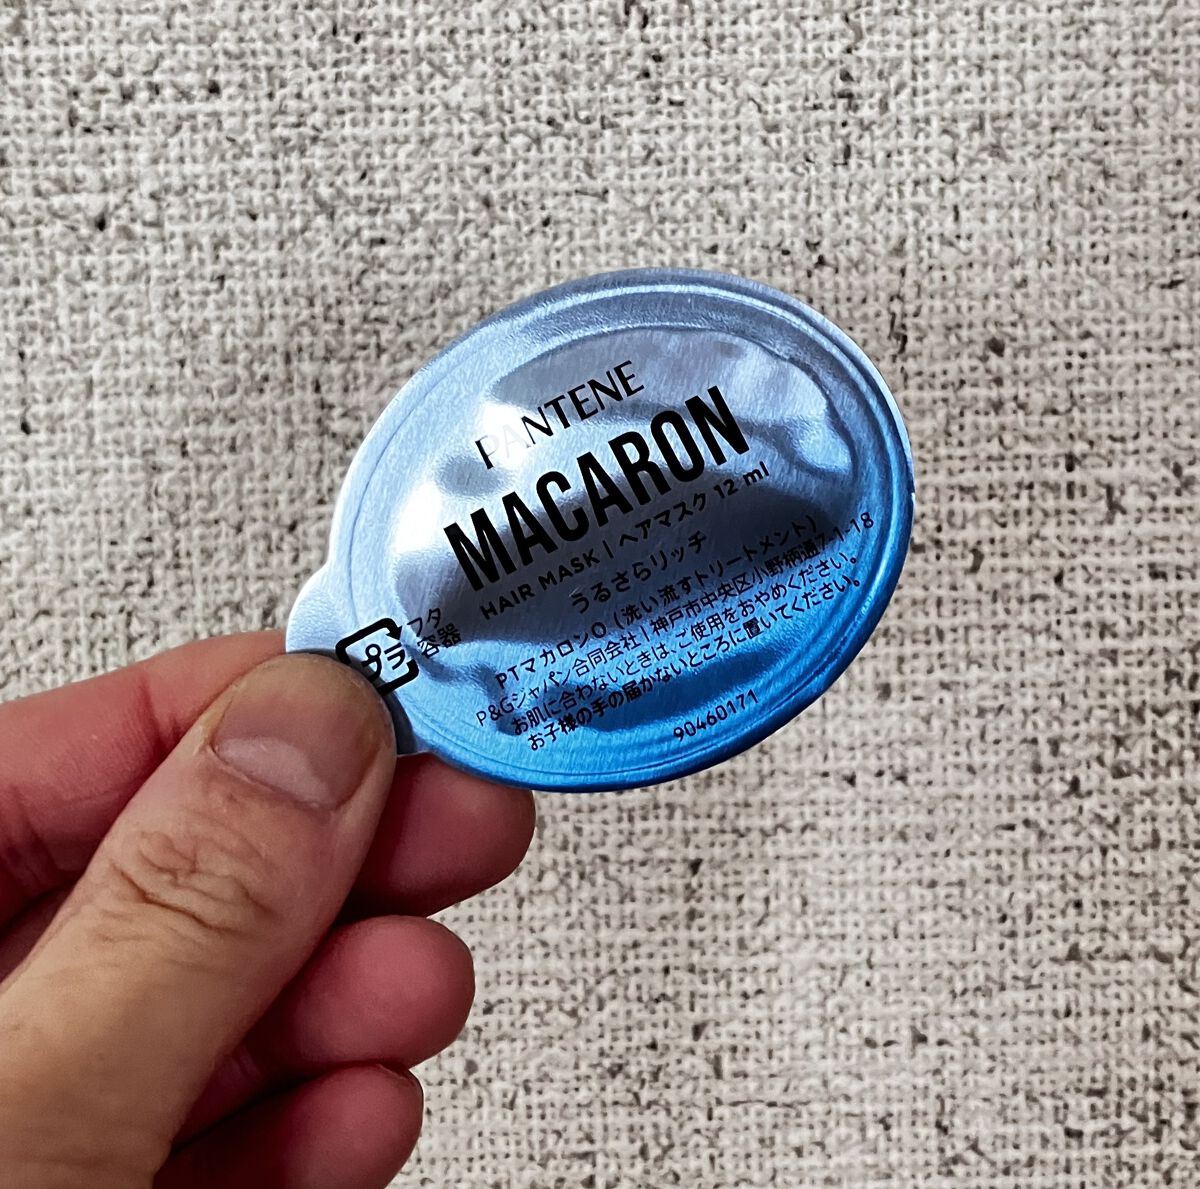 PANTENE
MACARON
HAIR MASK | ヘアマスク 12 ml
うるさらリッチ
PTマカロンO（洗い流すトリートメント）
P&Gジャパン合同会社 | 神戸市中央区小野柄通7-1-18
お肌に合わないときは、ご使用をおやめください。
お子様の手の届かないところに置いてください。
90460171
プラ
フタ
容器